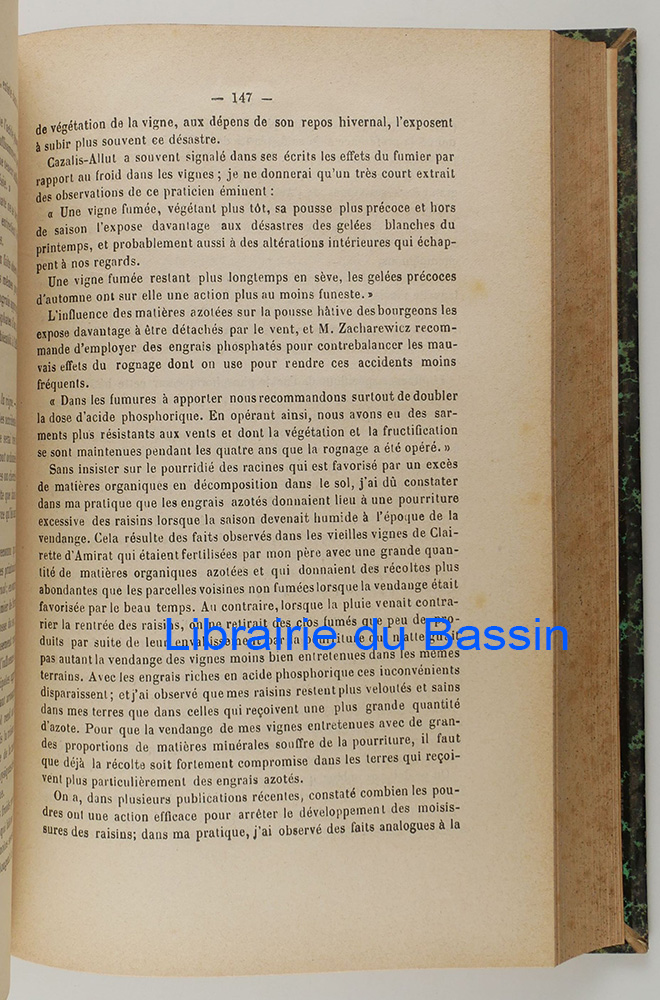 — 147 —
de végétation de la vigne, aux dépens de son repos hivernal, l'exposent
à subir plus souvent ce désastre.
Cazalis-Allut a souvent signalé dans ses écrits les effets du fumier par
rapport au froid dans les vignes ; je ne donnerai qu'un très court extrait
des observations de ce praticien éminent :
« Une vigne fumée, végétant plus tôt, sa pousse plus précoce et hors
de saison l'expose davantage aux désastres des gelées blanches du
printemps, et probablement aussi à des altérations intérieures qui échap-
pent à nos regards.
Une vigne fumée restant plus longtemps en sève, les gelées précoces
d'automne ont sur elle une action plus au moins funeste. »
L'influence des matières azotées sur la pousse hâtive des bourgeons les
expose davantage à être détachés par le vent, et M. Zacharewicz recom-
mande d'employer des engrais phosphatés pour contrebalancer les mau-
vais effets du rognage dont on use pour rendre ces accidents moins
fréquents.
« Dans les fumures à apporter nous recommandons surtout de doubler
la dose d'acide phosphorique. En opérant ainsi, nous avons eu des sar-
ments plus résistants aux vents et dont la végétation et la fructification
se sont maintenues pendant les quatre ans que la rognage a été opéré. »
Sans insister sur le pourridié des racines qui est favorisé par un excès
de matières organiques en décomposition dans le sol, j'ai dû constater
dans ma pratique que les engrais azotés donnaient lieu à une pourriture
excessive des raisins lorsque la saison devenait humide à l'époque de la
vendange. Cela résulte des faits observés dans les vieilles vignes de Clai-
rette d'Amirat qui étaient fertilisées par mon père avec une grande quan-
tité de matières organiques azotées et qui donnaient des récoltes plus
abondantes que les parcelles voisines non fumées lorsque la vendange était
favorisée par le beau temps. Au contraire, lorsque la pluie venait contra-
rier la rentrée des raisins, on ne retirait des clos fumés que peu de pro-
duits par suite de leur envahissement par la pourriture qui n'atteignait
Librairie du Bassin
pas autant la vendange des vignes moins bien entretenues dans les mêmes
terrains. Avec les engrais riches en acide phosphorique ces inconvénients
disparaissent ; et j'ai observé que mes raisins restent plus veloutés et sains
dans mes terres que dans celles qui reçoivent une plus grande quantité
d'azote. Pour que la vendange de mes vignes entretenues avec de gran-
des proportions de matières minérales souffre de la pourriture, il faut
que déjà la récolte soit fortement compromise dans les terres qui reçoi-
vent plus particulièrement des engrais azotés.
On a, dans plusieurs publications récentes, constaté combien les pou-
dres ont une action efficace pour arrêter le développement des moisis-
sures des raisins; dans ma pratique, j'ai observé des faits analogues à la